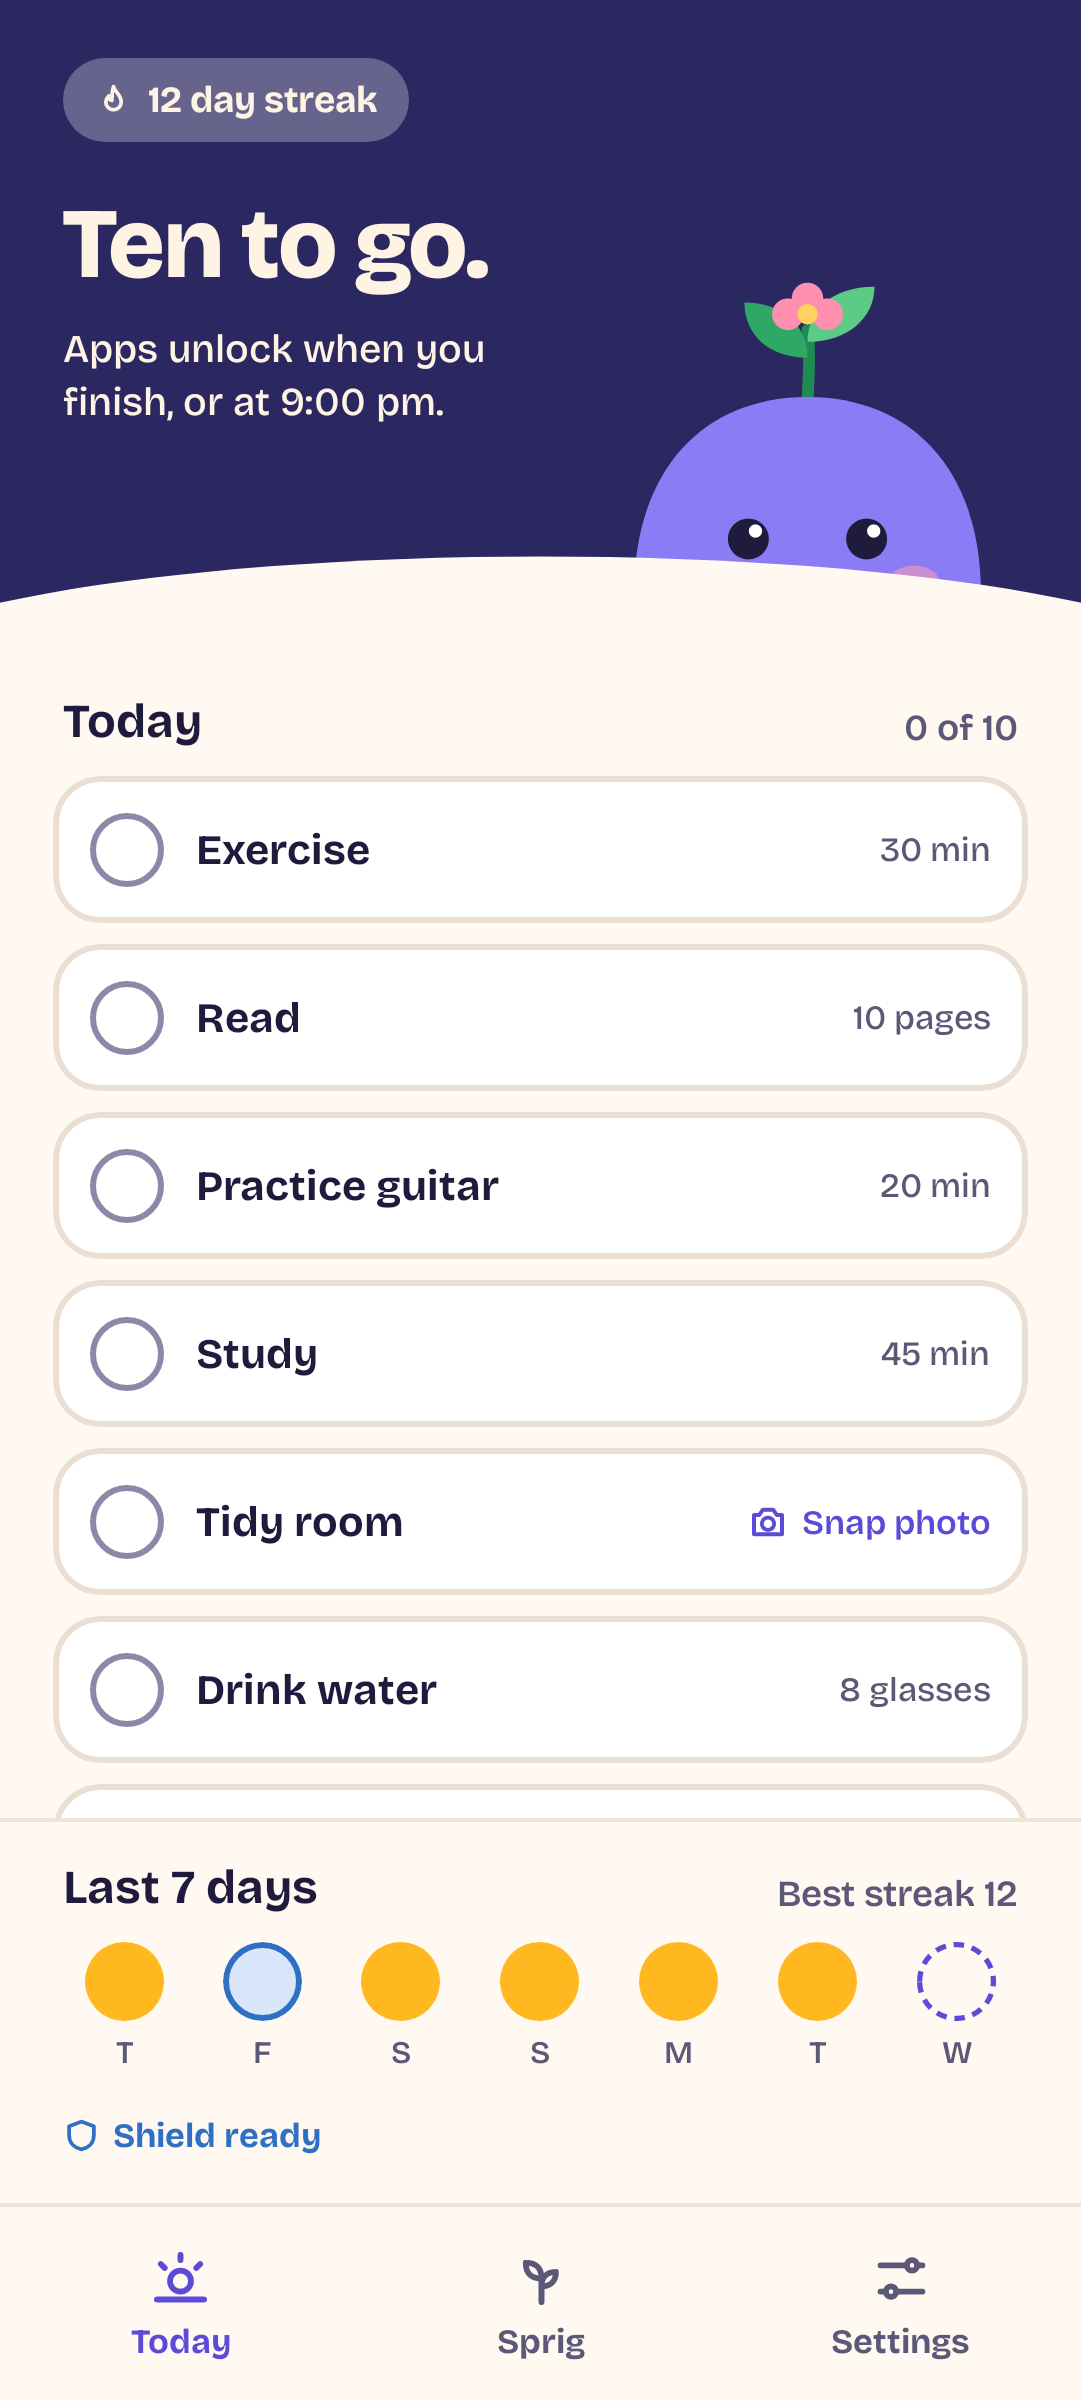 12 day streak
Ten to go.
Apps unlock when you
finish, or at 9:00 pm.
Today
0 of 10
Exercise
30 min
Read
10 pages
Practice guitar
20 min
Study
45 min
Tidy room
Snap photo
Drink water
8 glasses
Last 7 days
Best streak 12
T F S S M T W
Shield ready
Today Sprig Settings